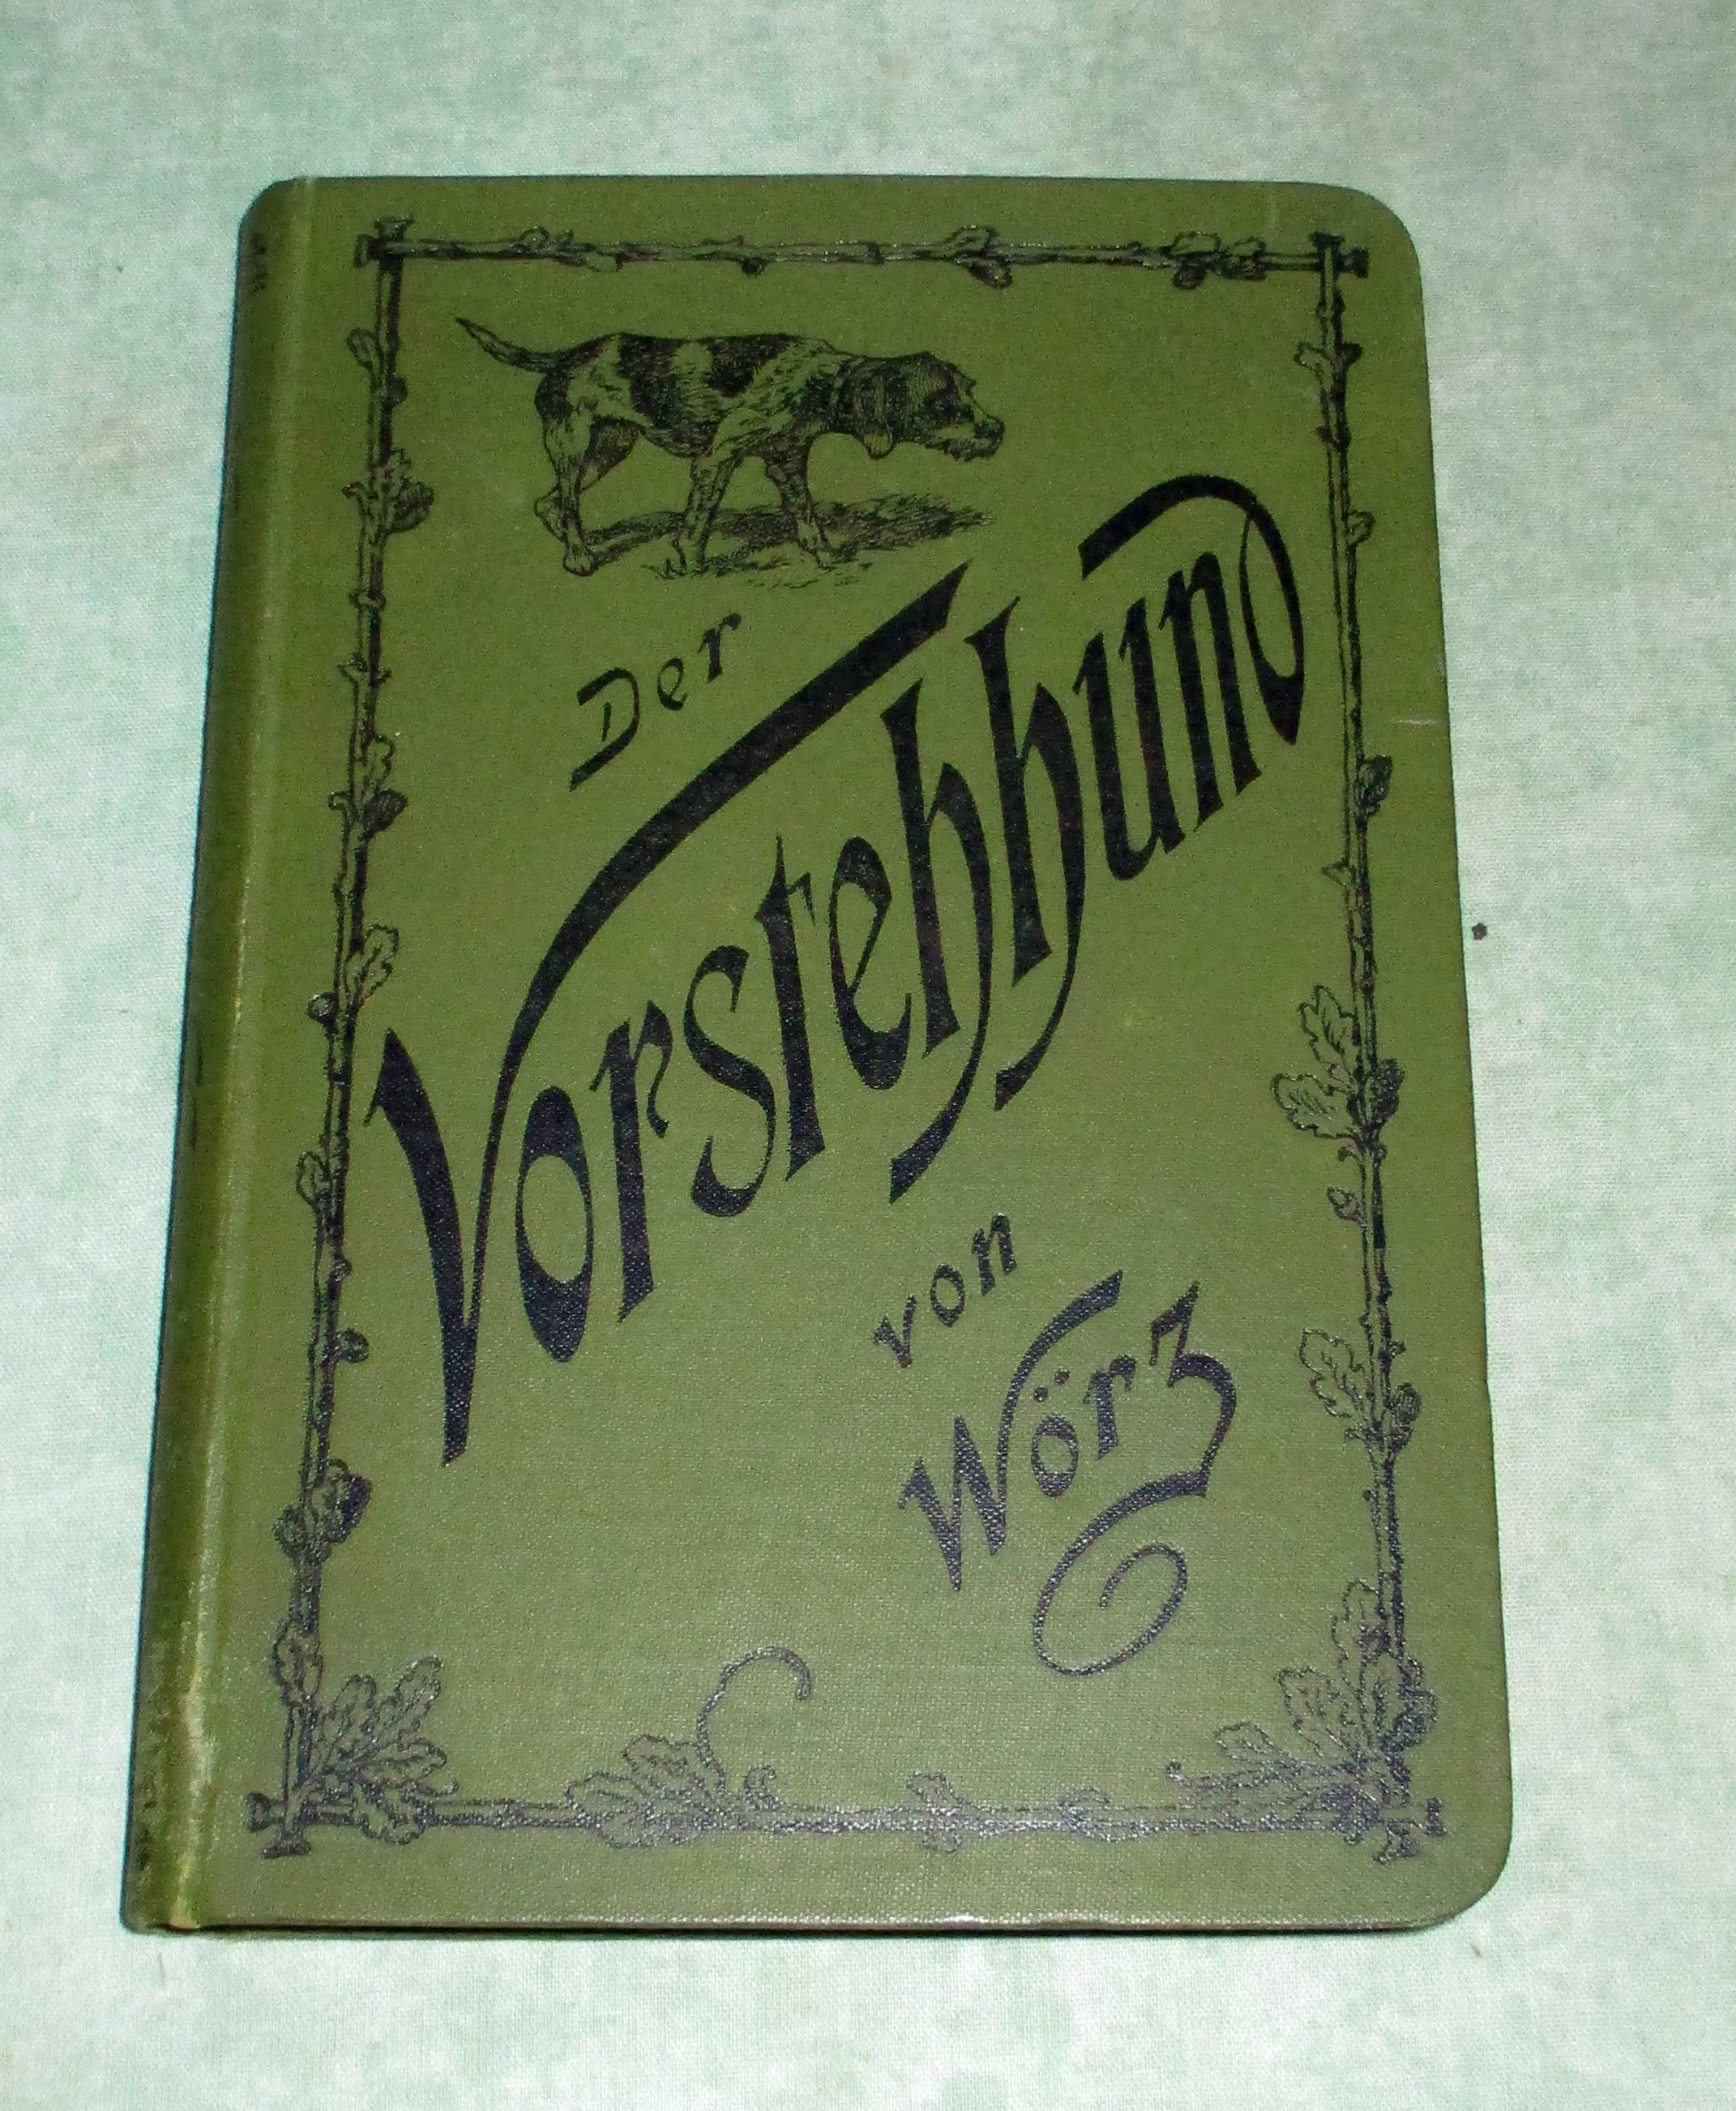 Der
Vorstehhund
von
Wörz